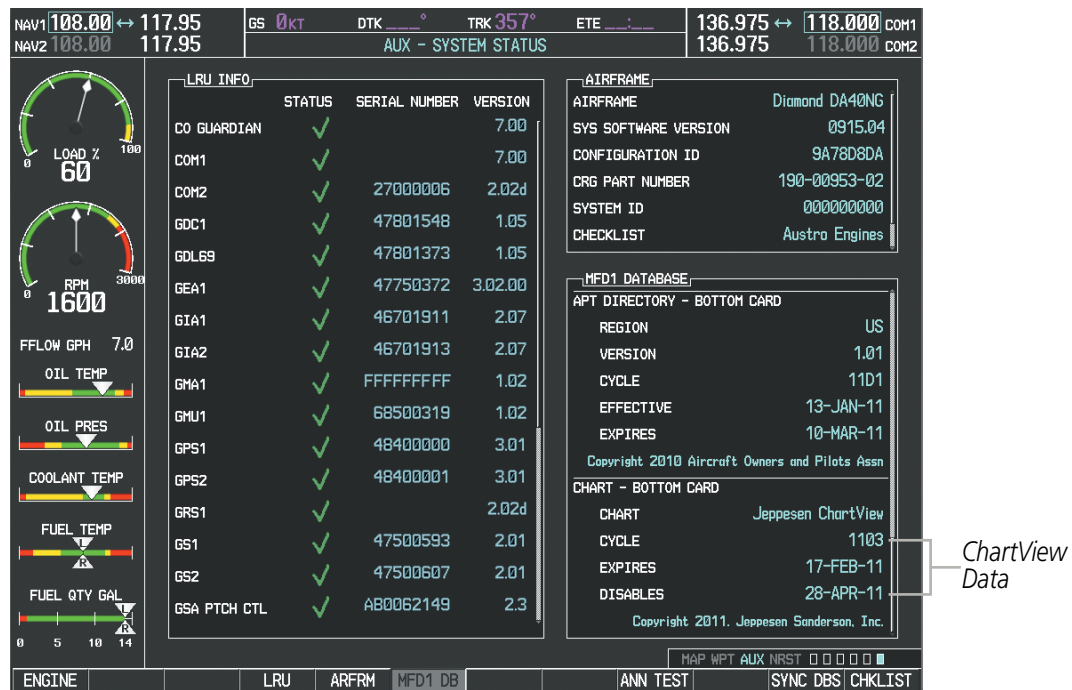 NAV1 108.00 ↔ 117.95
NAV2 108.00 117.95
GS 0KT DTK ___° TRK 357° ETE __:__
AUX - SYSTEM STATUS
136.975 ↔ 118.000 COM1
136.975 118.000 COM2
0 LOAD % 100
60
0 RPM 3000
1600
FFLOW GPH 7.0
OIL TEMP
OIL PRES
COOLANT TEMP
FUEL TEMP
L
R
FUEL QTY GAL
L
R
0 5 10 14
LRU INFO
STATUS SERIAL NUMBER VERSION
CO GUARDIAN ✓ 7.00
COM1 ✓ 7.00
COM2 ✓ 27000006 2.02d
GDC1 ✓ 47801548 1.05
GDL69 ✓ 47801373 1.05
GEA1 ✓ 47750372 3.02.00
GIA1 ✓ 46701911 2.07
GIA2 ✓ 46701913 2.07
GMA1 ✓ FFFFFFFFF 1.02
GMU1 ✓ 68500319 1.02
GPS1 ✓ 48400000 3.01
GPS2 ✓ 48400001 3.01
GRS1 ✓ 2.02d
GS1 ✓ 47500593 2.01
GS2 ✓ 47500607 2.01
GSA PTCH CTL ✓ AB0062149 2.3
AIRFRAME
AIRFRAME Diamond DA40NG
SYS SOFTWARE VERSION 0915.04
CONFIGURATION ID 9A78D8DA
CRG PART NUMBER 190-00953-02
SYSTEM ID 000000000
CHECKLIST Austro Engines
MFD1 DATABASE
APT DIRECTORY - BOTTOM CARD
REGION US
VERSION 1.01
CYCLE 11D1
EFFECTIVE 13-JAN-11
EXPIRES 10-MAR-11
Copyright 2010 Aircraft Owners and Pilots Assn
CHART - BOTTOM CARD
CHART Jeppesen ChartView
CYCLE 1103
EXPIRES 17-FEB-11
DISABLES 28-APR-11
Copyright 2011. Jeppesen Sanderson, Inc.
ChartView
Data
MAP WPT AUX NRST
ENGINE LRU ARFRM MFD1 DB ANN TEST SYNC DBS CHKLIST